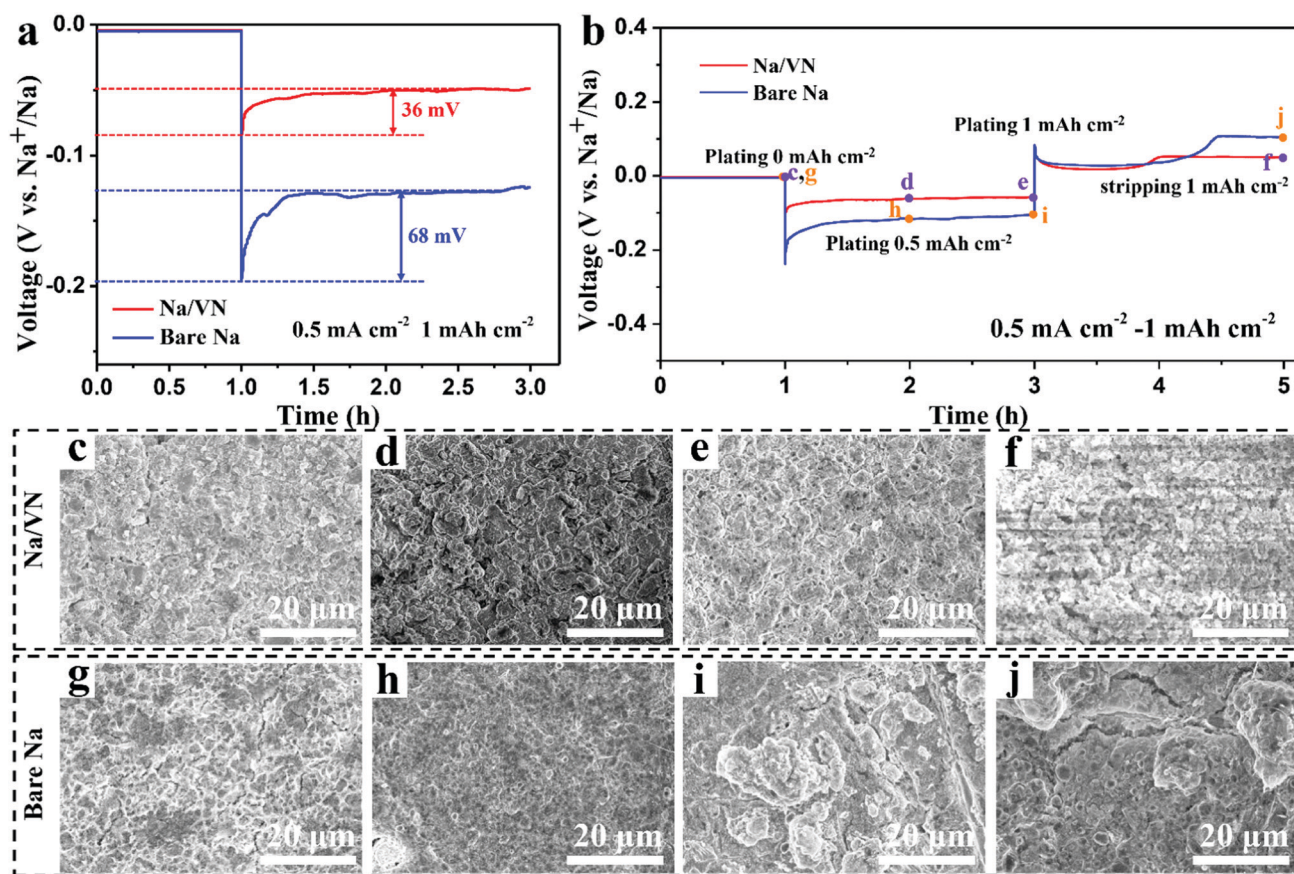 a
0.0
-0.1
-0.2
Voltage (V vs. Na⁺/Na)
36 mV
68 mV
Na/VN
Bare Na
0.5 mA cm⁻² 1 mAh cm⁻²
0.0 0.5 1.0 1.5 2.0 2.5 3.0
Time (h)
b
0.4
0.2
0.0
-0.2
-0.4
Voltage (V vs. Na⁺/Na)
Na/VN
Bare Na
Plating 1 mAh cm⁻²
j
Plating 0 mAh cm⁻²
c,g
d
e
f
stripping 1 mAh cm⁻²
h
i
Plating 0.5 mAh cm⁻²
0.5 mA cm⁻² -1 mAh cm⁻²
0 1 2 3 4 5
Time (h)
Na/VN
c
20 μm
d
20 μm
e
20 μm
f
20 μm
Bare Na
g
20 μm
h
20 μm
i
20 μm
j
20 μm